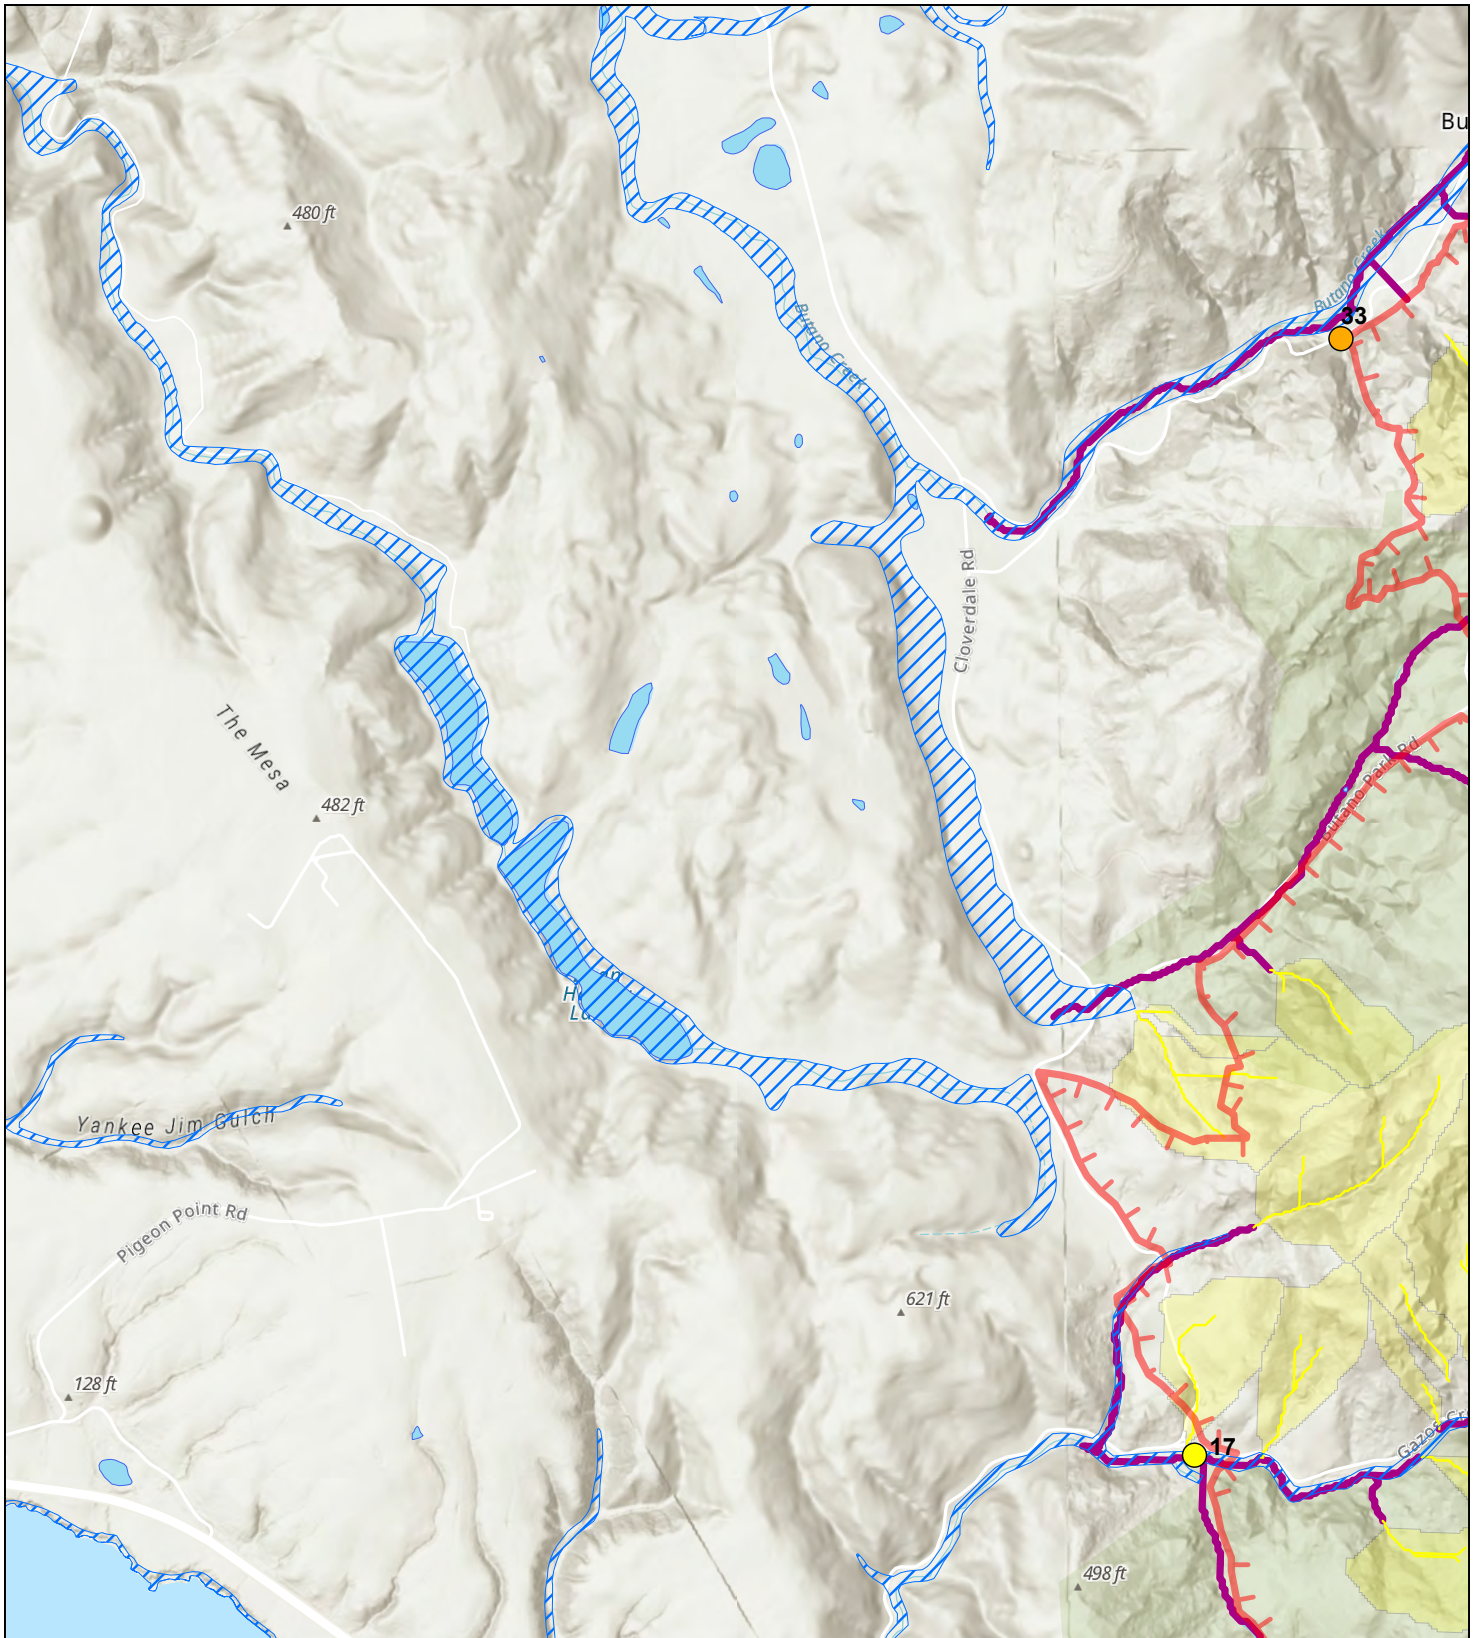 Bu
480 ft
Butano Creek
33
Butano Creek
Cloverdale Rd
The Mesa
482 ft
Butano Park Rd
Yankee Jim Gulch
Pigeon Point Rd
621 ft
128 ft
Gazos Cr
17
498 ft